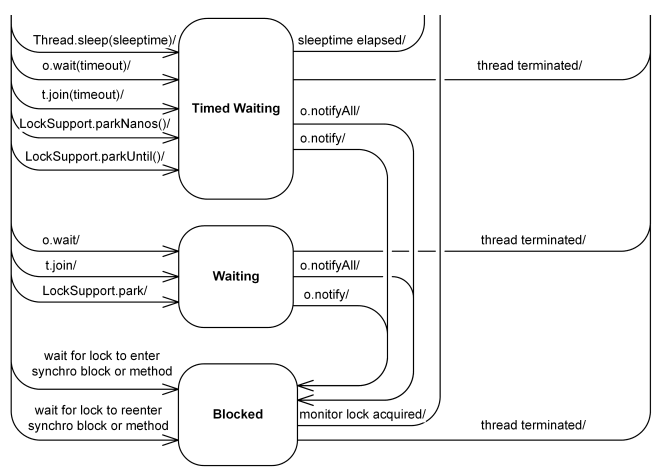 Thread.sleep(sleeptime)/
sleeptime elapsed/
o.wait(timeout)/
thread terminated/
t.join(timeout)/
Timed Waiting
o.notifyAll/
LockSupport.parkNanos()/
o.notify/
LockSupport.parkUntil()/
o.wait/
thread terminated/
t.join/
Waiting
o.notifyAll/
LockSupport.park/
o.notify/
wait for lock to enter
synchro block or method
wait for lock to reenter
synchro block or method
Blocked
monitor lock acquired/
thread terminated/